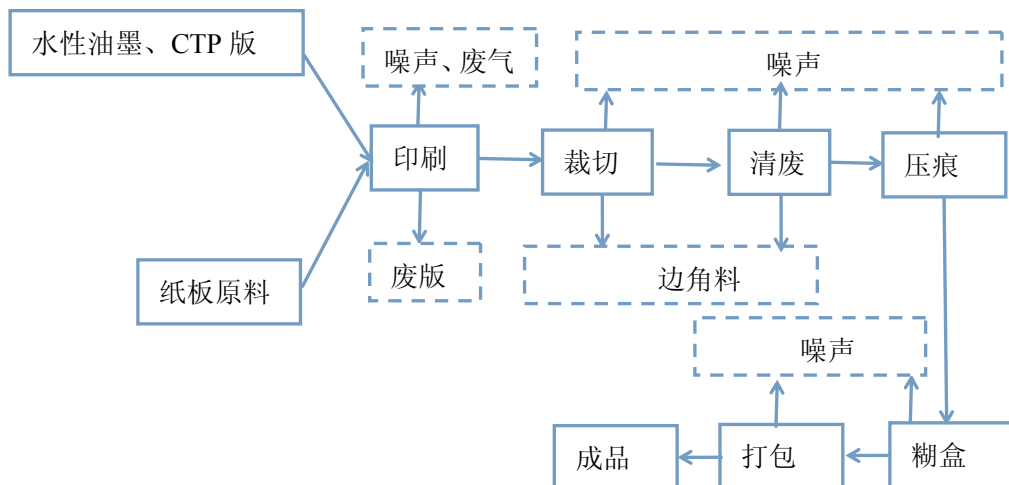 水性油墨、CTP 版
噪声、废气
噪声
印刷
裁切
清废
压痕
废版
边角料
纸板原料
噪声
成品
打包
糊盒